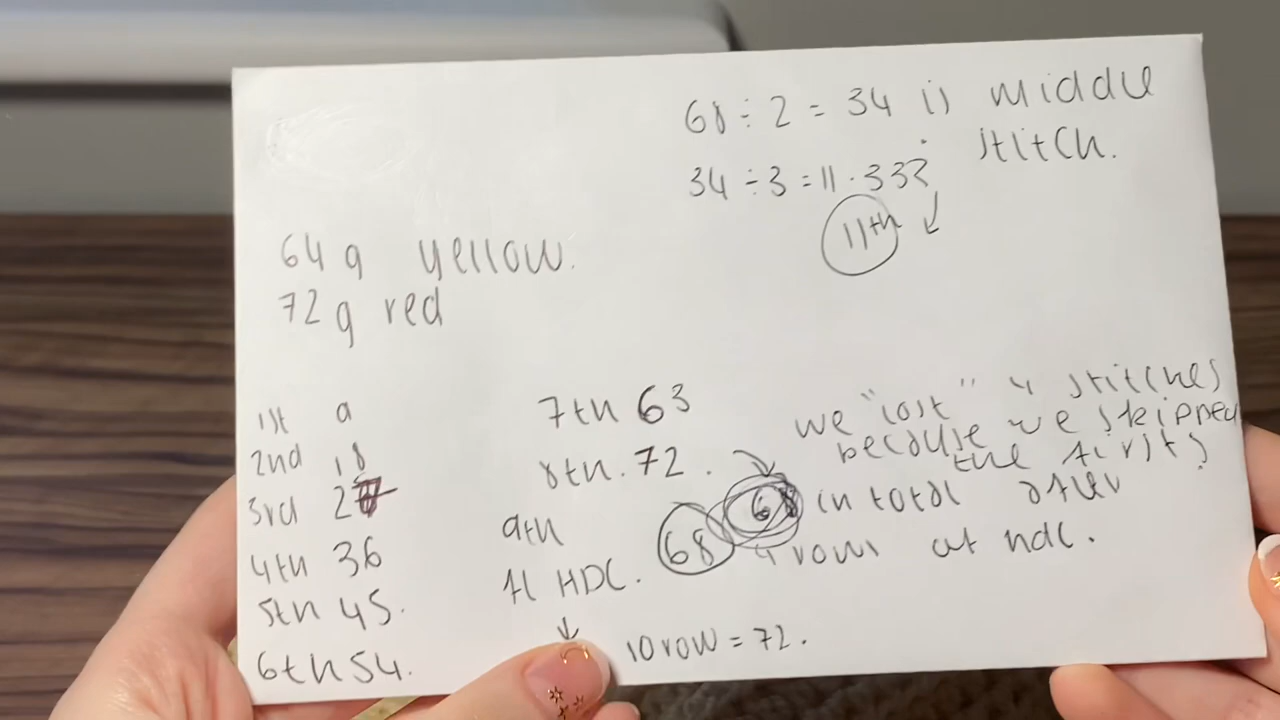 68 ÷ 2 = 34 is middle
stitch.
34 ÷ 3 = 11.333
11th
64g yellow.
72g red
1st 9
2nd 18
3rd 27
4th 36
5th 45.
6th 54.
7th 63
8th. 72.
9th
fl HDC.
68
10 row = 72.
we "lost" 4 stitches
because we skipped
the firsts
68 in total after
4 rows of hdc.